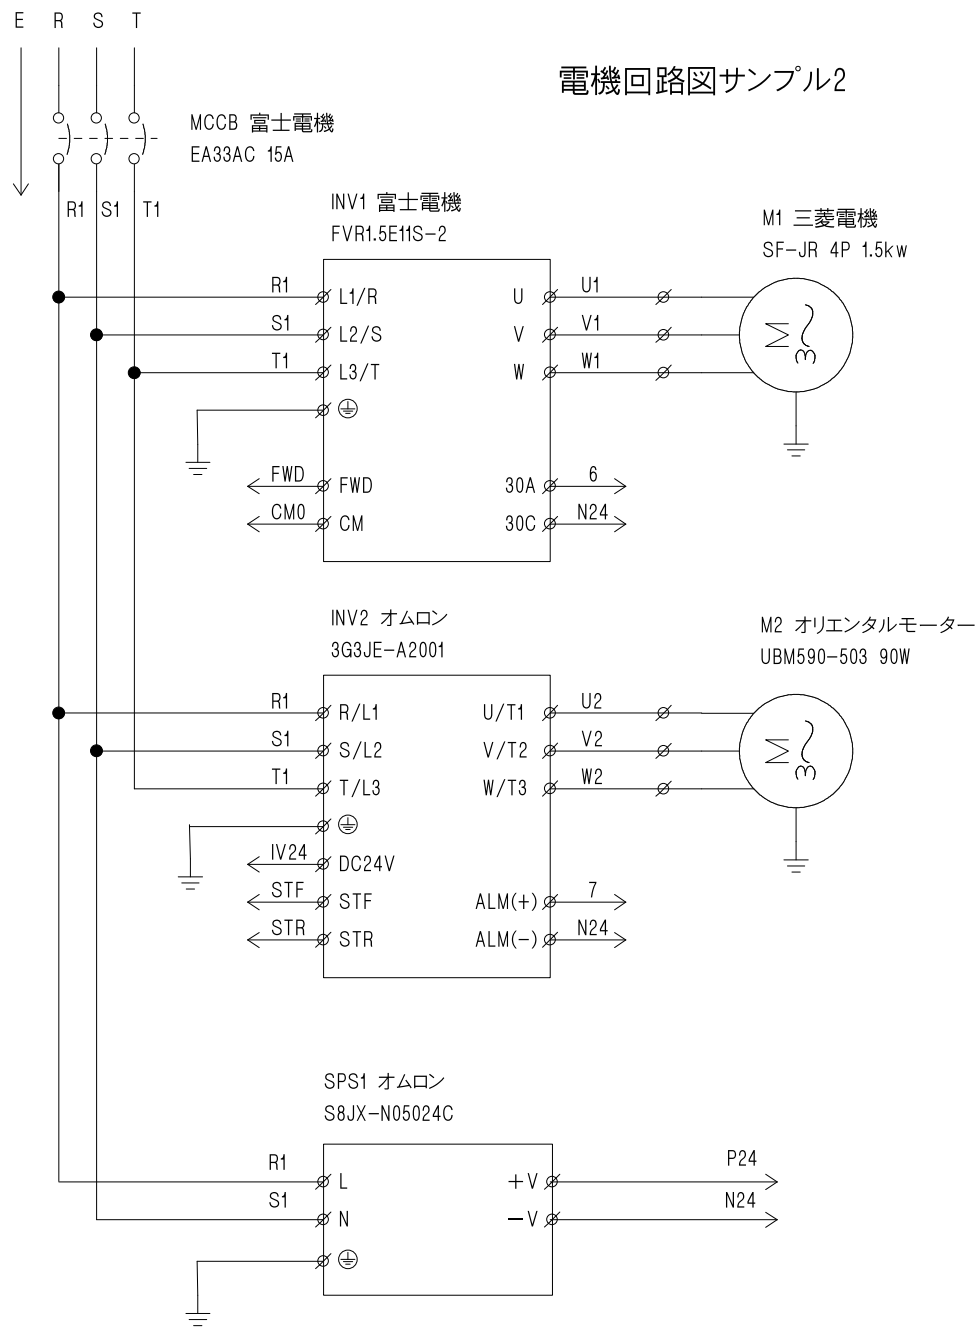 E R S T
電機回路図サンプル2
MCCB 富士電機
EA33AC 15A
R1 S1 T1
INV1 富士電機
FVR1.5E11S-2
M1 三菱電機
SF-JR 4P 1.5kw
R1 L1/R U U1
S1 L2/S V V1
T1 L3/T W W1
M
3〜
FWD FWD 30A 6
CM0 CM 30C N24
INV2 オムロン
3G3JE-A2001
M2 オリエンタルモーター
UBM590-503 90W
R1 R/L1 U/T1 U2
S1 S/L2 V/T2 V2
T1 T/L3 W/T3 W2
M
3〜
IV24 DC24V
STF STF ALM(+) 7
STR STR ALM(-) N24
SPS1 オムロン
S8JX-N05024C
R1 L +V P24
S1 N -V N24